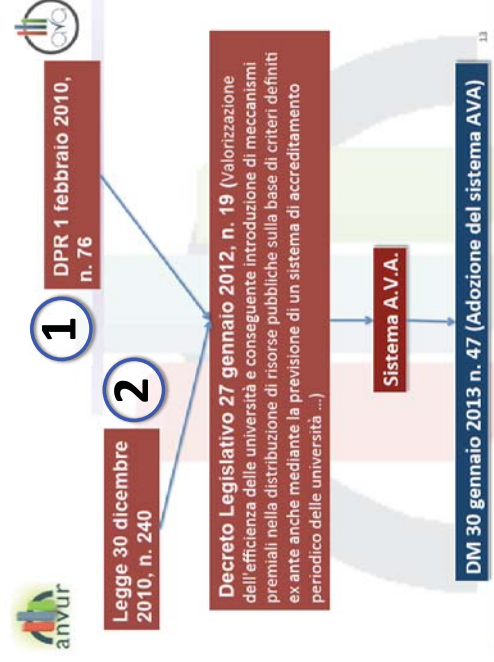 anvur
ava
1
DPR 1 febbraio 2010,
n. 76
2
Legge 30 dicembre
2010, n. 240
Decreto Legislativo 27 gennaio 2012, n. 19 (Valorizzazione
dell'efficienza delle università e conseguente introduzione di meccanismi
premiali nella distribuzione di risorse pubbliche sulla base di criteri definiti
ex ante anche mediante la previsione di un sistema di accreditamento
periodico delle università ...)
Sistema A.V.A.
DM 30 gennaio 2013 n. 47 (Adozione del sistema AVA)
13